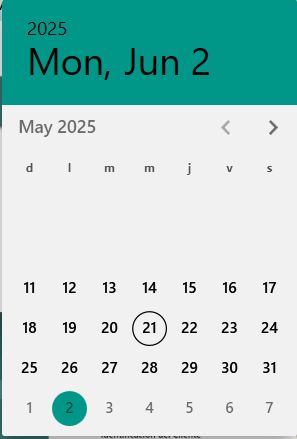 2025
Mon, Jun 2
May 2025
d l m m j v s
11 12 13 14 15 16 17
18 19 20 21 22 23 24
25 26 27 28 29 30 31
1 2 3 4 5 6 7